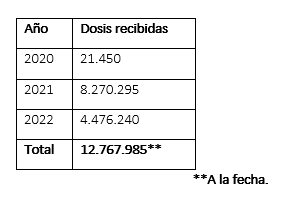 Año Dosis recibidas
2020 21.450
2021 8.270.295
2022 4.476.240
Total 12.767.985**
**A la fecha.